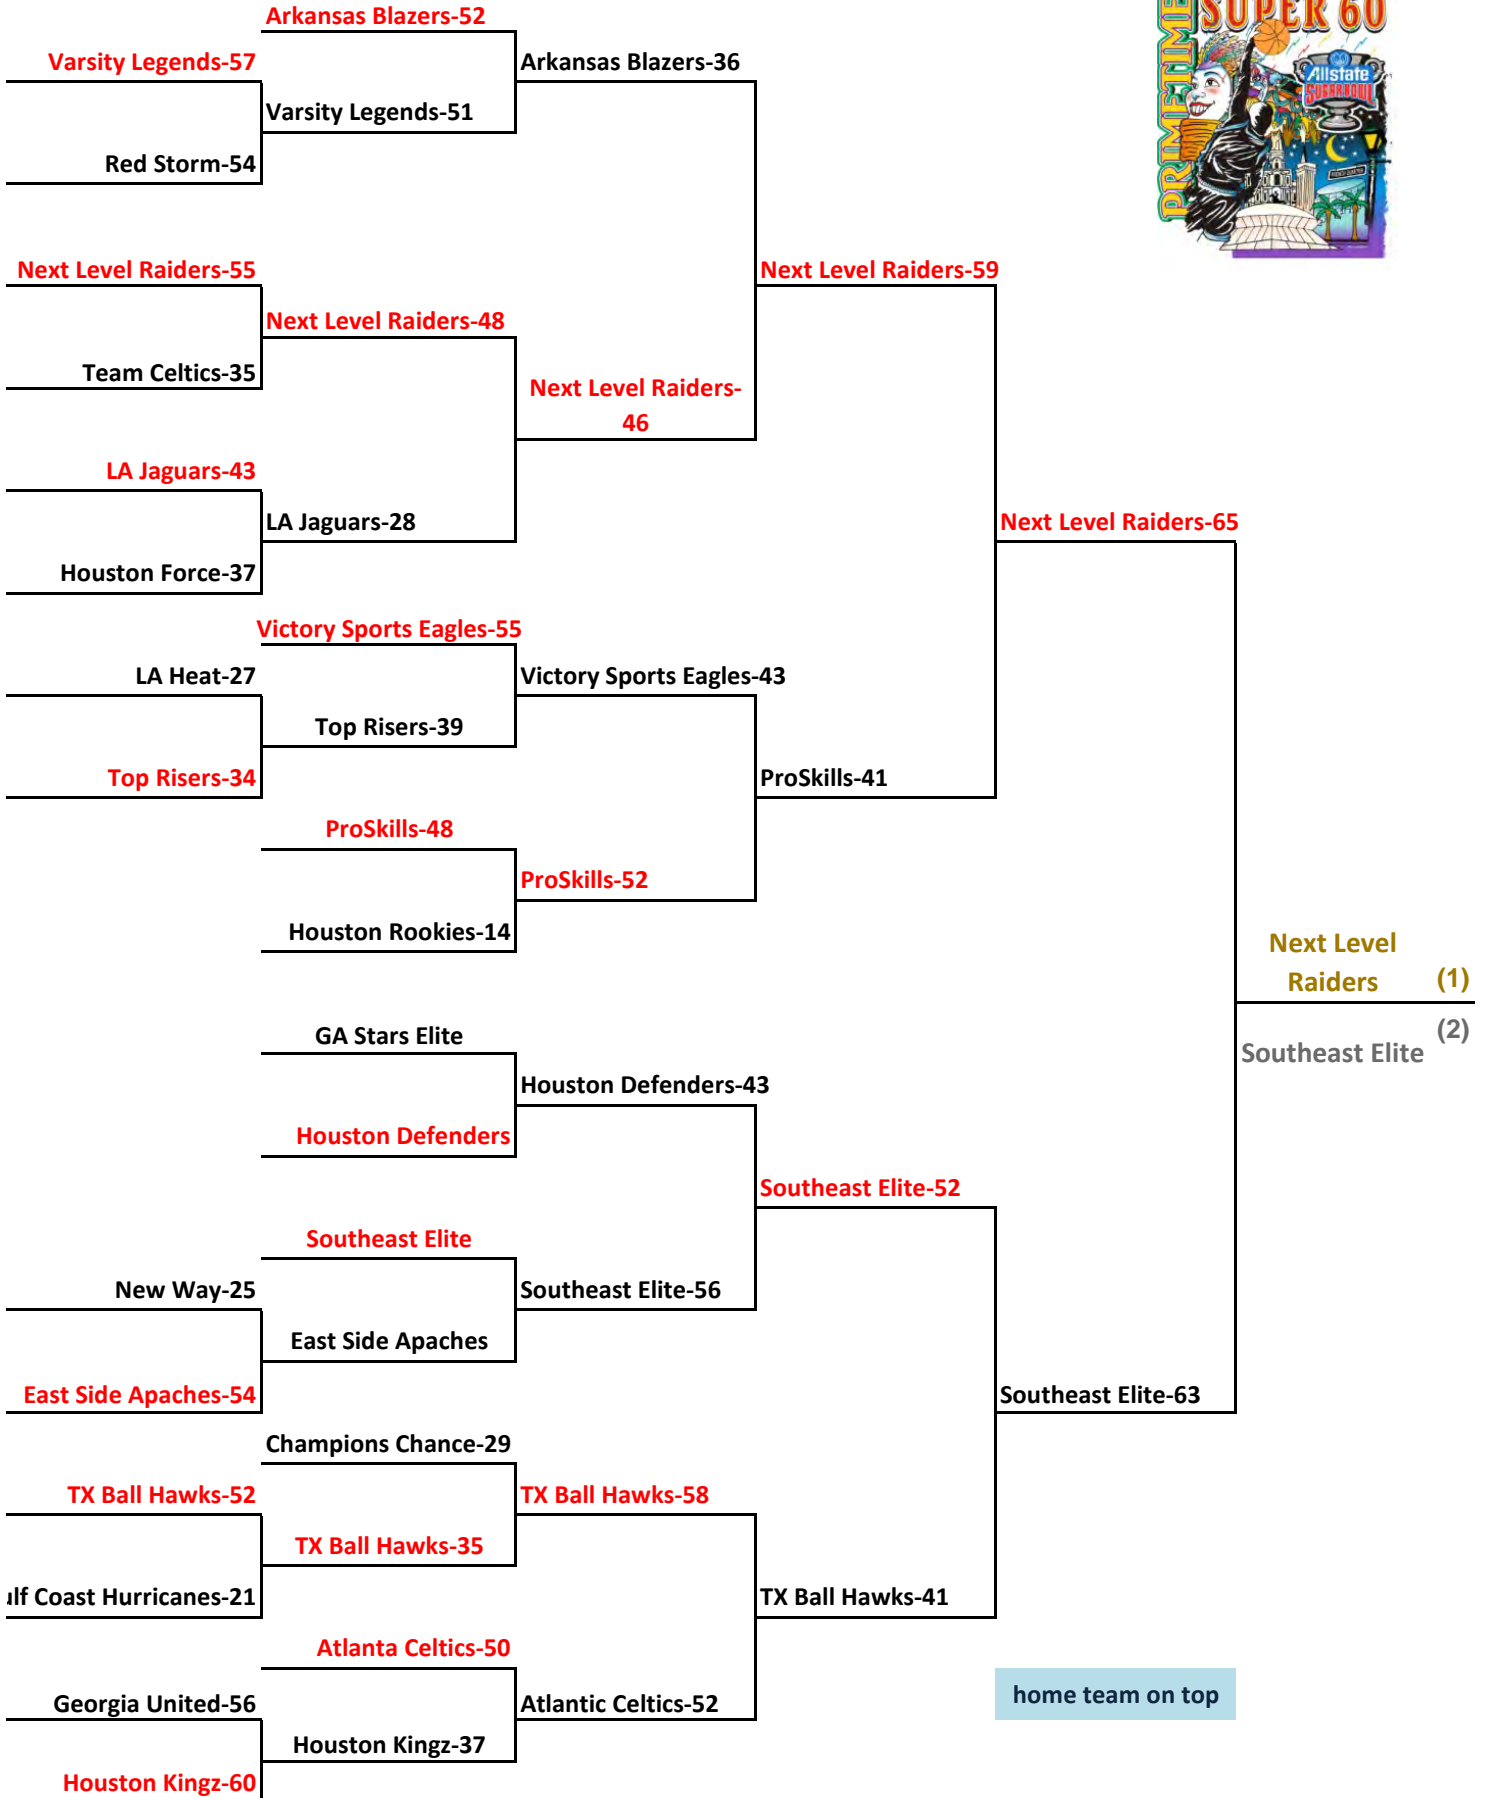 Arkansas Blazers-52
SUPER 60
PRIMETIME
Varsity Legends-57
Arkansas Blazers-36
Allstate
SUGAR BOWL
Varsity Legends-51
Red Storm-54
FRENCH QUARTER
Next Level Raiders-55
Next Level Raiders-59
Next Level Raiders-48
Team Celtics-35
Next Level Raiders-
46
LA Jaguars-43
LA Jaguars-28
Next Level Raiders-65
Houston Force-37
Victory Sports Eagles-55
LA Heat-27
Victory Sports Eagles-43
Top Risers-39
Top Risers-34
ProSkills-41
ProSkills-48
ProSkills-52
Houston Rookies-14
Next Level
Raiders (1)
GA Stars Elite
(2)
Southeast Elite
Houston Defenders-43
Houston Defenders
Southeast Elite-52
Southeast Elite
New Way-25
Southeast Elite-56
East Side Apaches
East Side Apaches-54
Southeast Elite-63
Champions Chance-29
TX Ball Hawks-52
TX Ball Hawks-58
TX Ball Hawks-35
lf Coast Hurricanes-21
TX Ball Hawks-41
Atlanta Celtics-50
home team on top
Georgia United-56
Atlantic Celtics-52
Houston Kingz-37
Houston Kingz-60